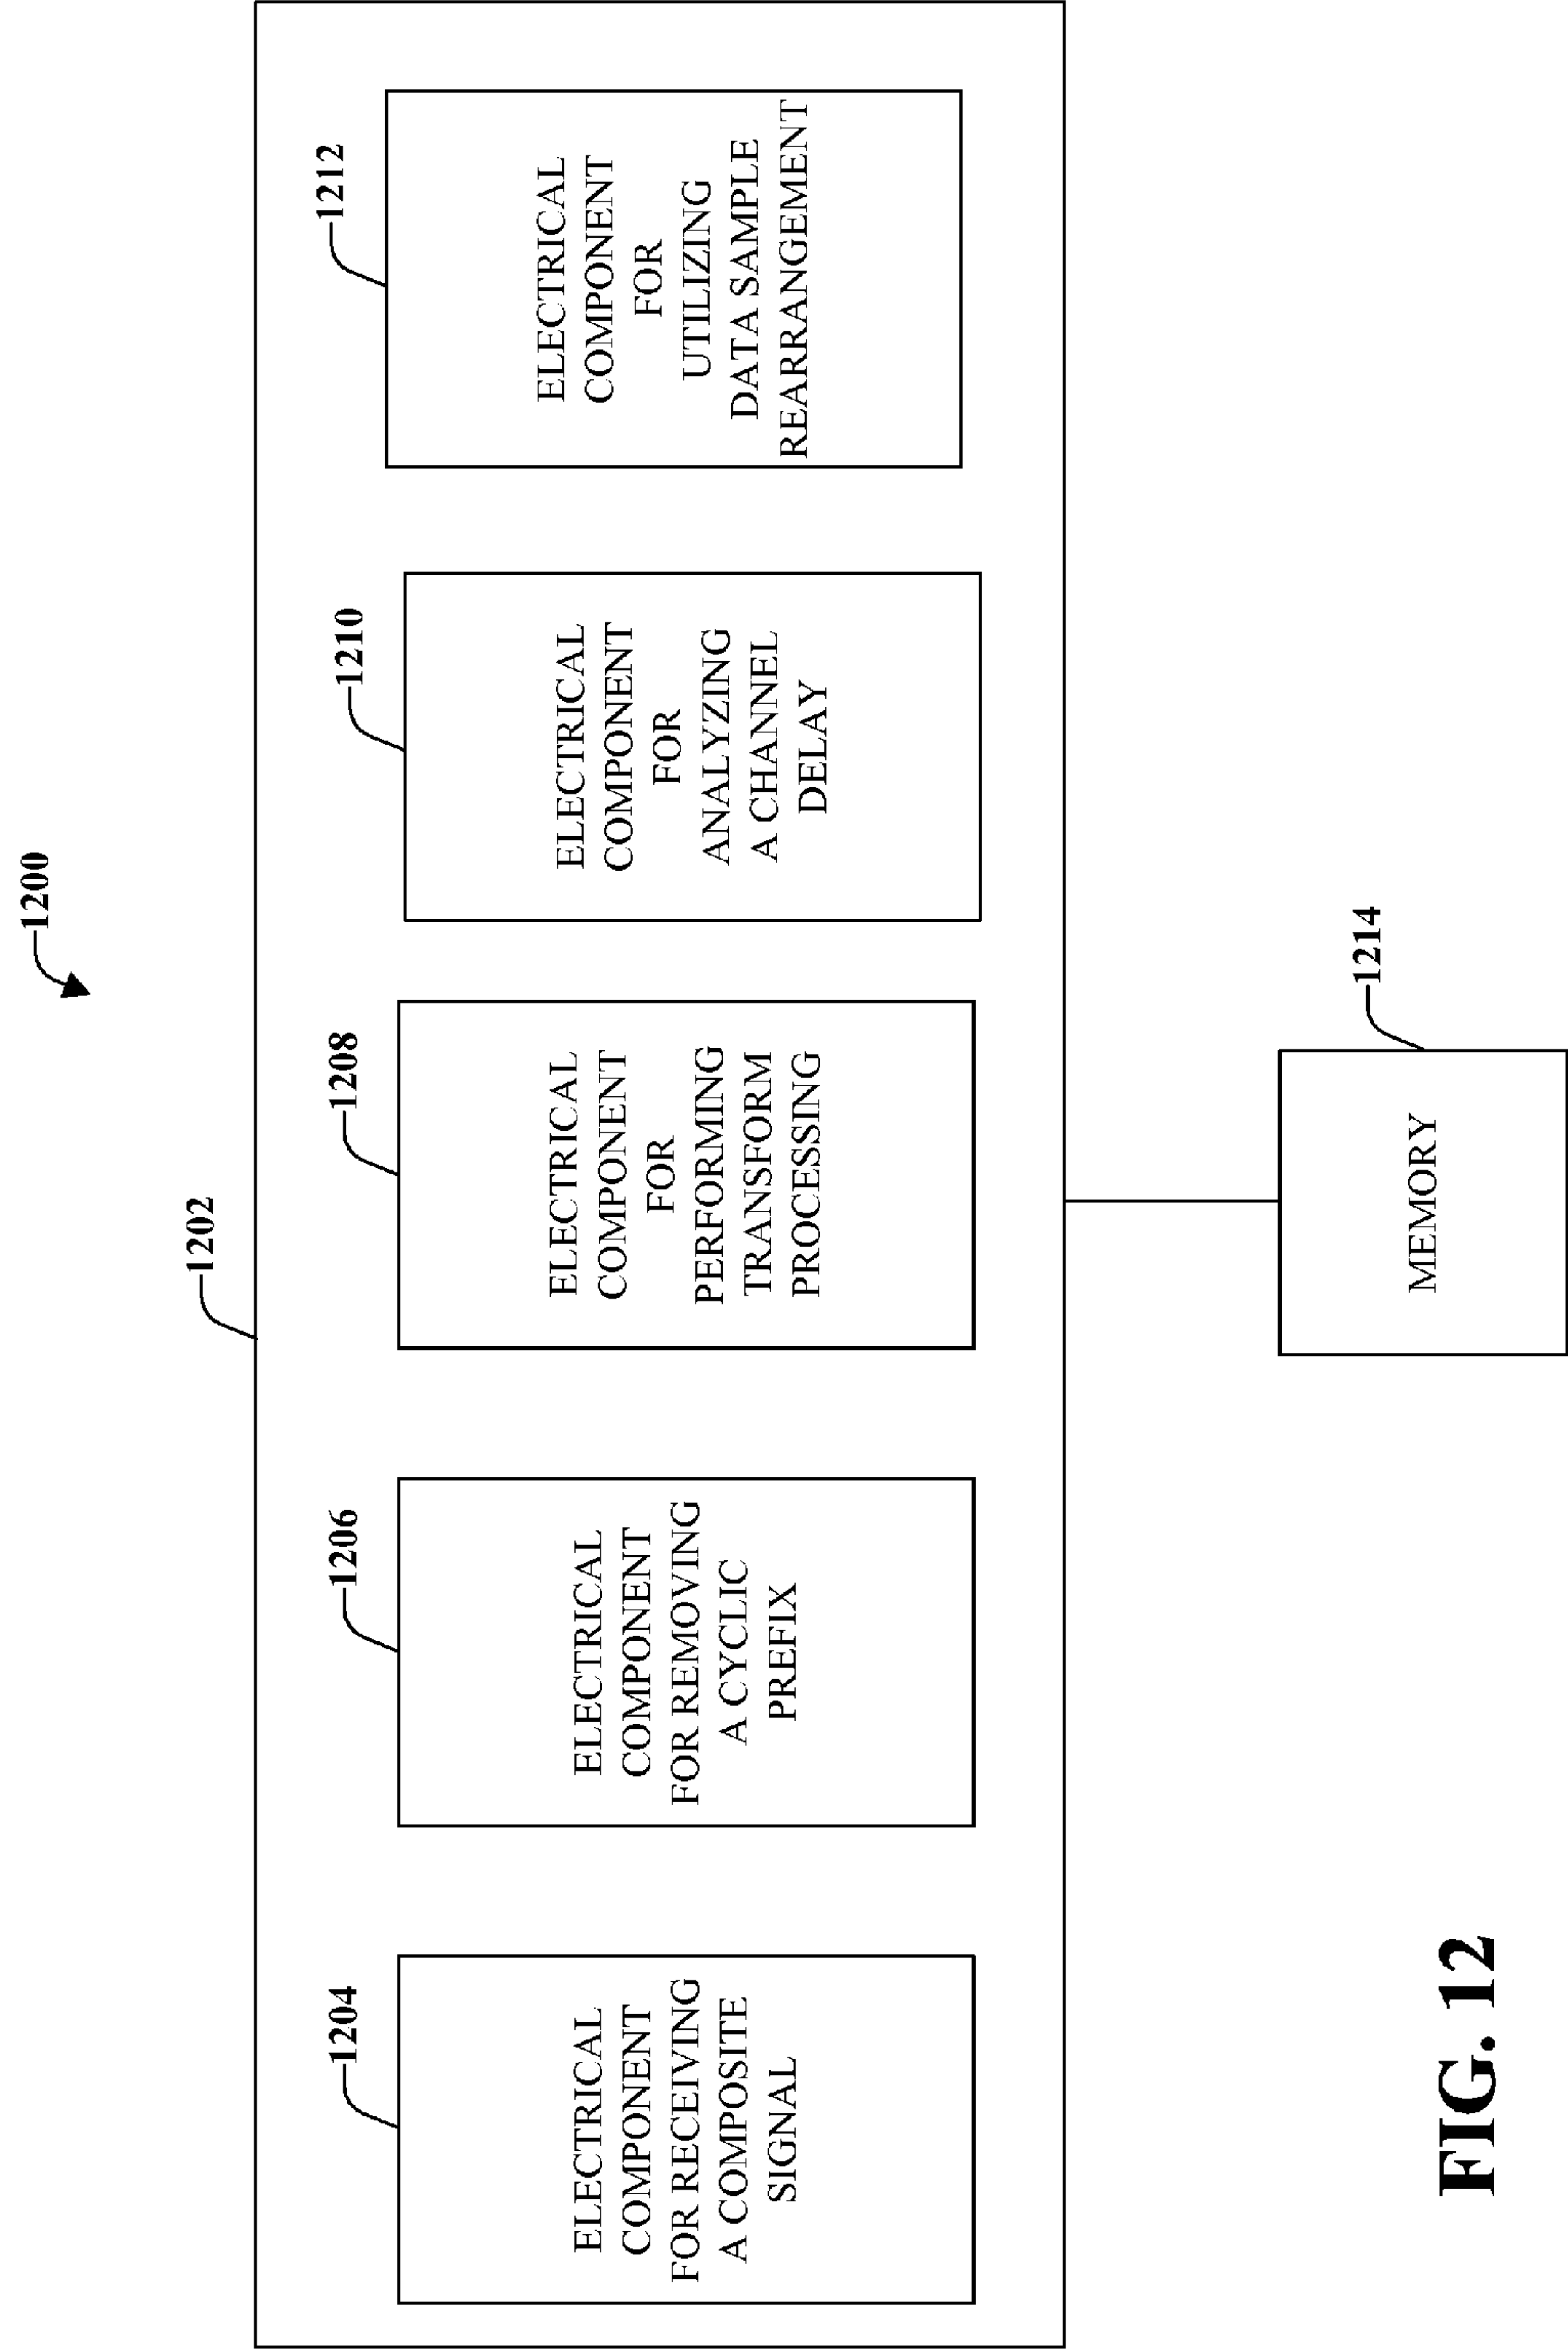 1200
1202
1204
ELECTRICAL
COMPONENT
FOR RECEIVING
A COMPOSITE
SIGNAL
1206
ELECTRICAL
COMPONENT
FOR REMOVING
A CYCLIC
PREFIX
1208
ELECTRICAL
COMPONENT
FOR
PERFORMING
TRANSFORM
PROCESSING
1210
ELECTRICAL
COMPONENT
FOR
ANALYZING
A CHANNEL
DELAY
1212
ELECTRICAL
COMPONENT
FOR
UTILIZING
DATA SAMPLE
REARRANGEMENT
1214
MEMORY
FIG. 12